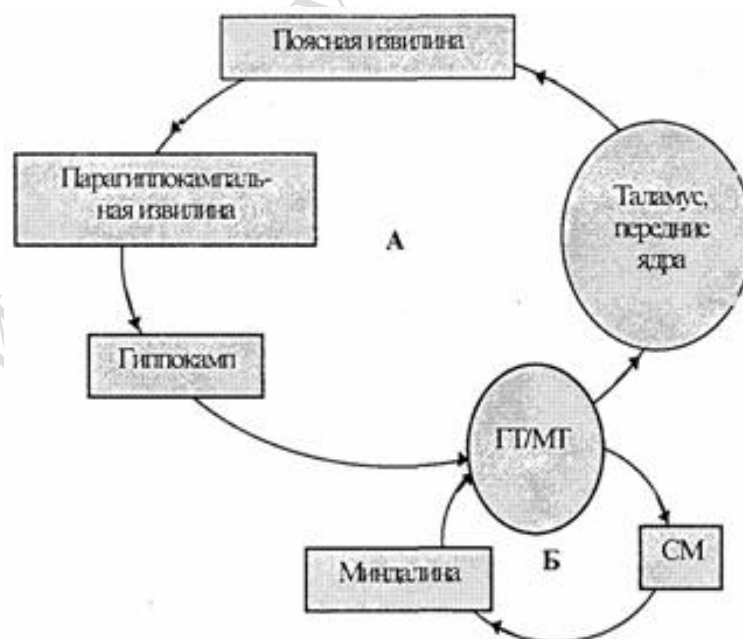 Поясная извилина
Парагиппокампаль-
ная извилина
Таламус,
передние
ядра
А
Гиппокамп
ГТ/МТ
Миндалина
Б
СМ